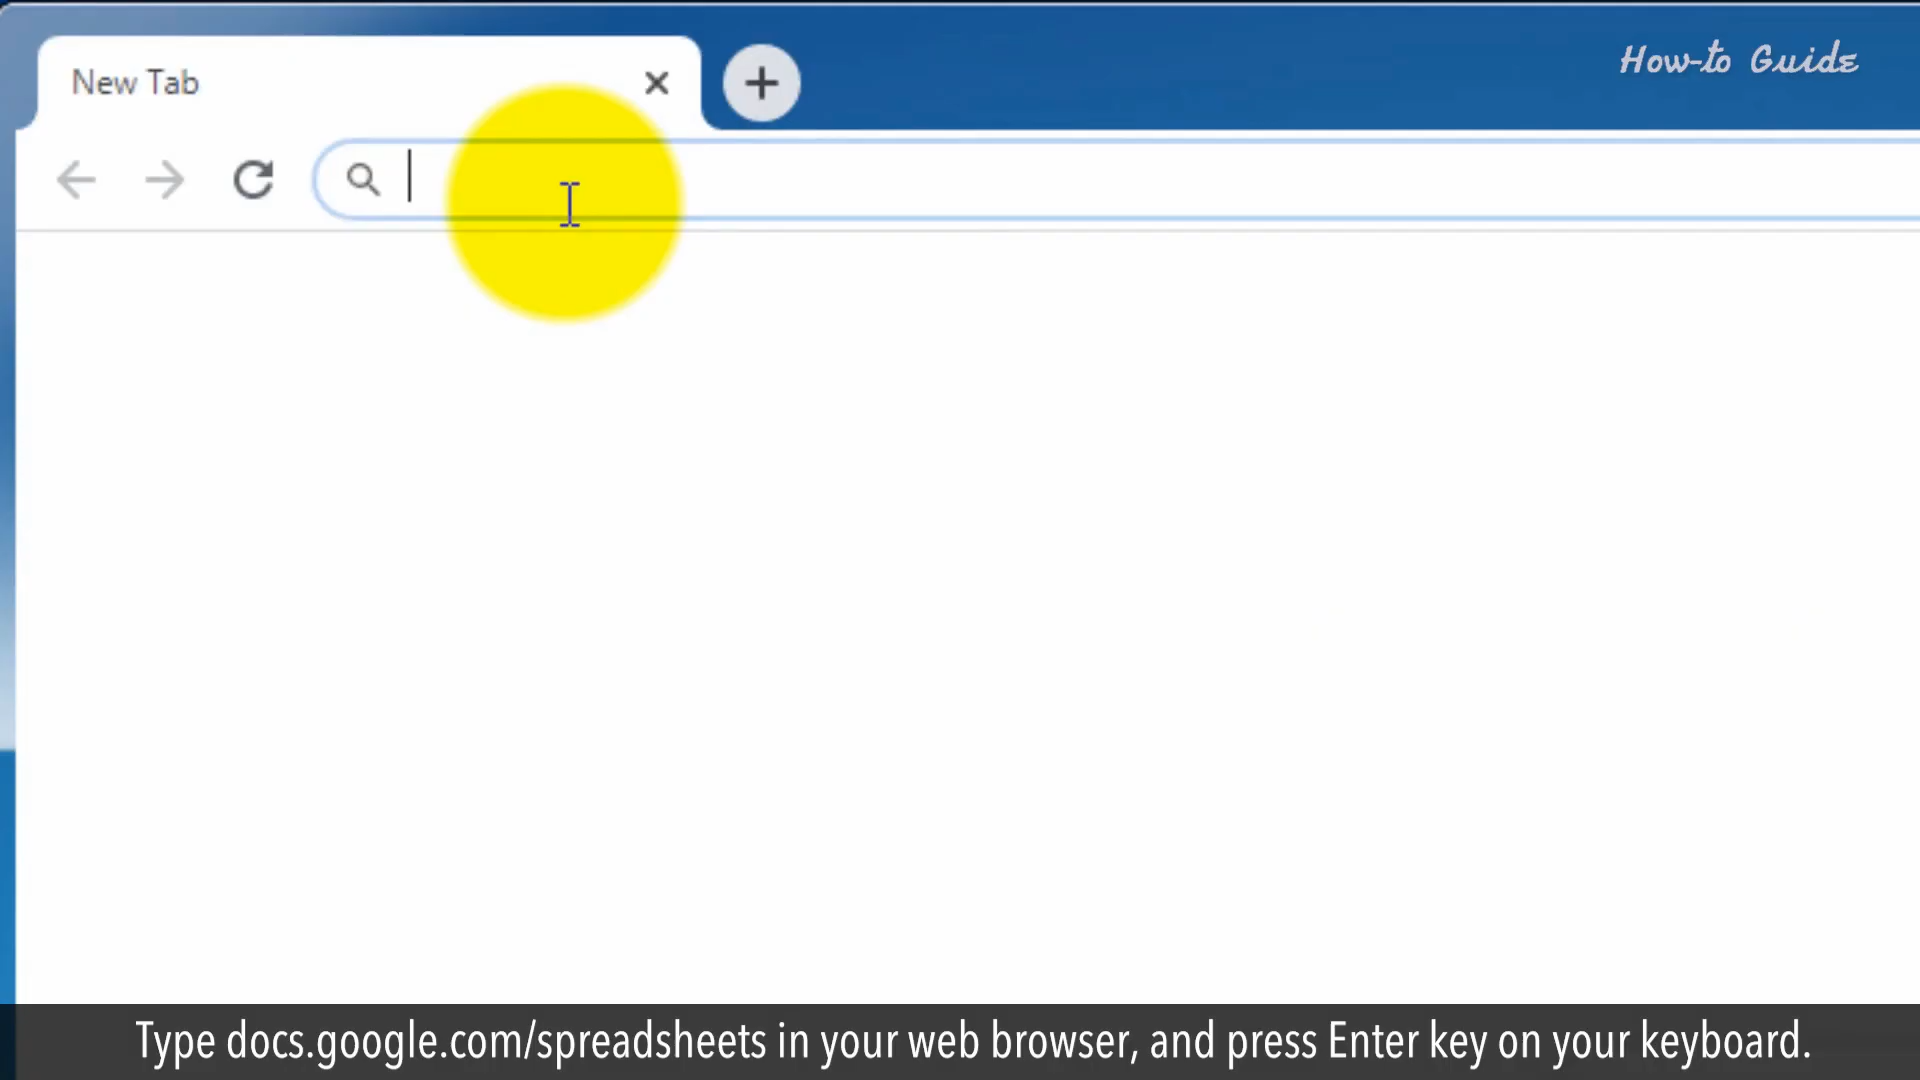 How-to Guide
New Tab
Type docs.google.com/spreadsheets in your web browser, and press Enter key on your keyboard.